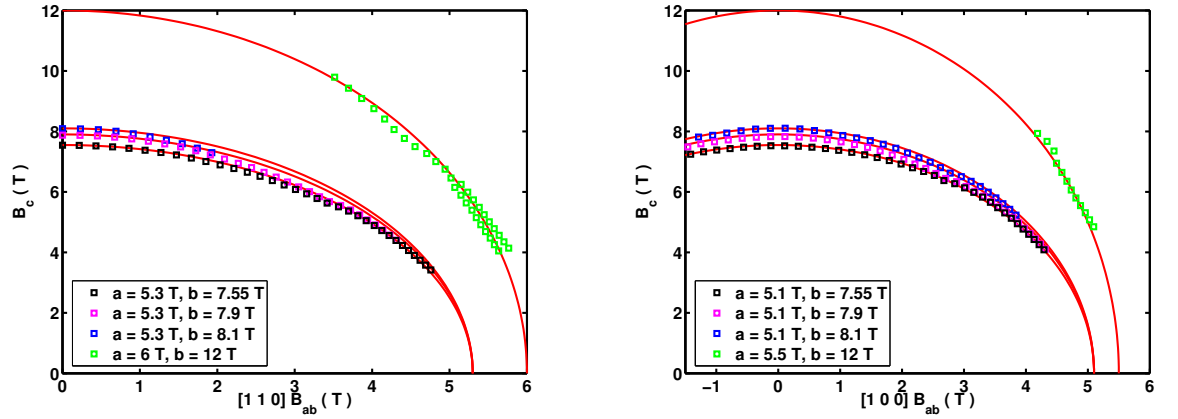 12
10
8
6
4
2
0
B_c ( T )
a = 5.3 T, b = 7.55 T
a = 5.3 T, b = 7.9 T
a = 5.3 T, b = 8.1 T
a = 6 T, b = 12 T
0 1 2 3 4 5 6
[1 1 0] B_ab ( T )
12
10
8
6
4
2
0
B_c ( T )
a = 5.1 T, b = 7.55 T
a = 5.1 T, b = 7.9 T
a = 5.1 T, b = 8.1 T
a = 5.5 T, b = 12 T
−1 0 1 2 3 4 5 6
[1 0 0] B_ab ( T )